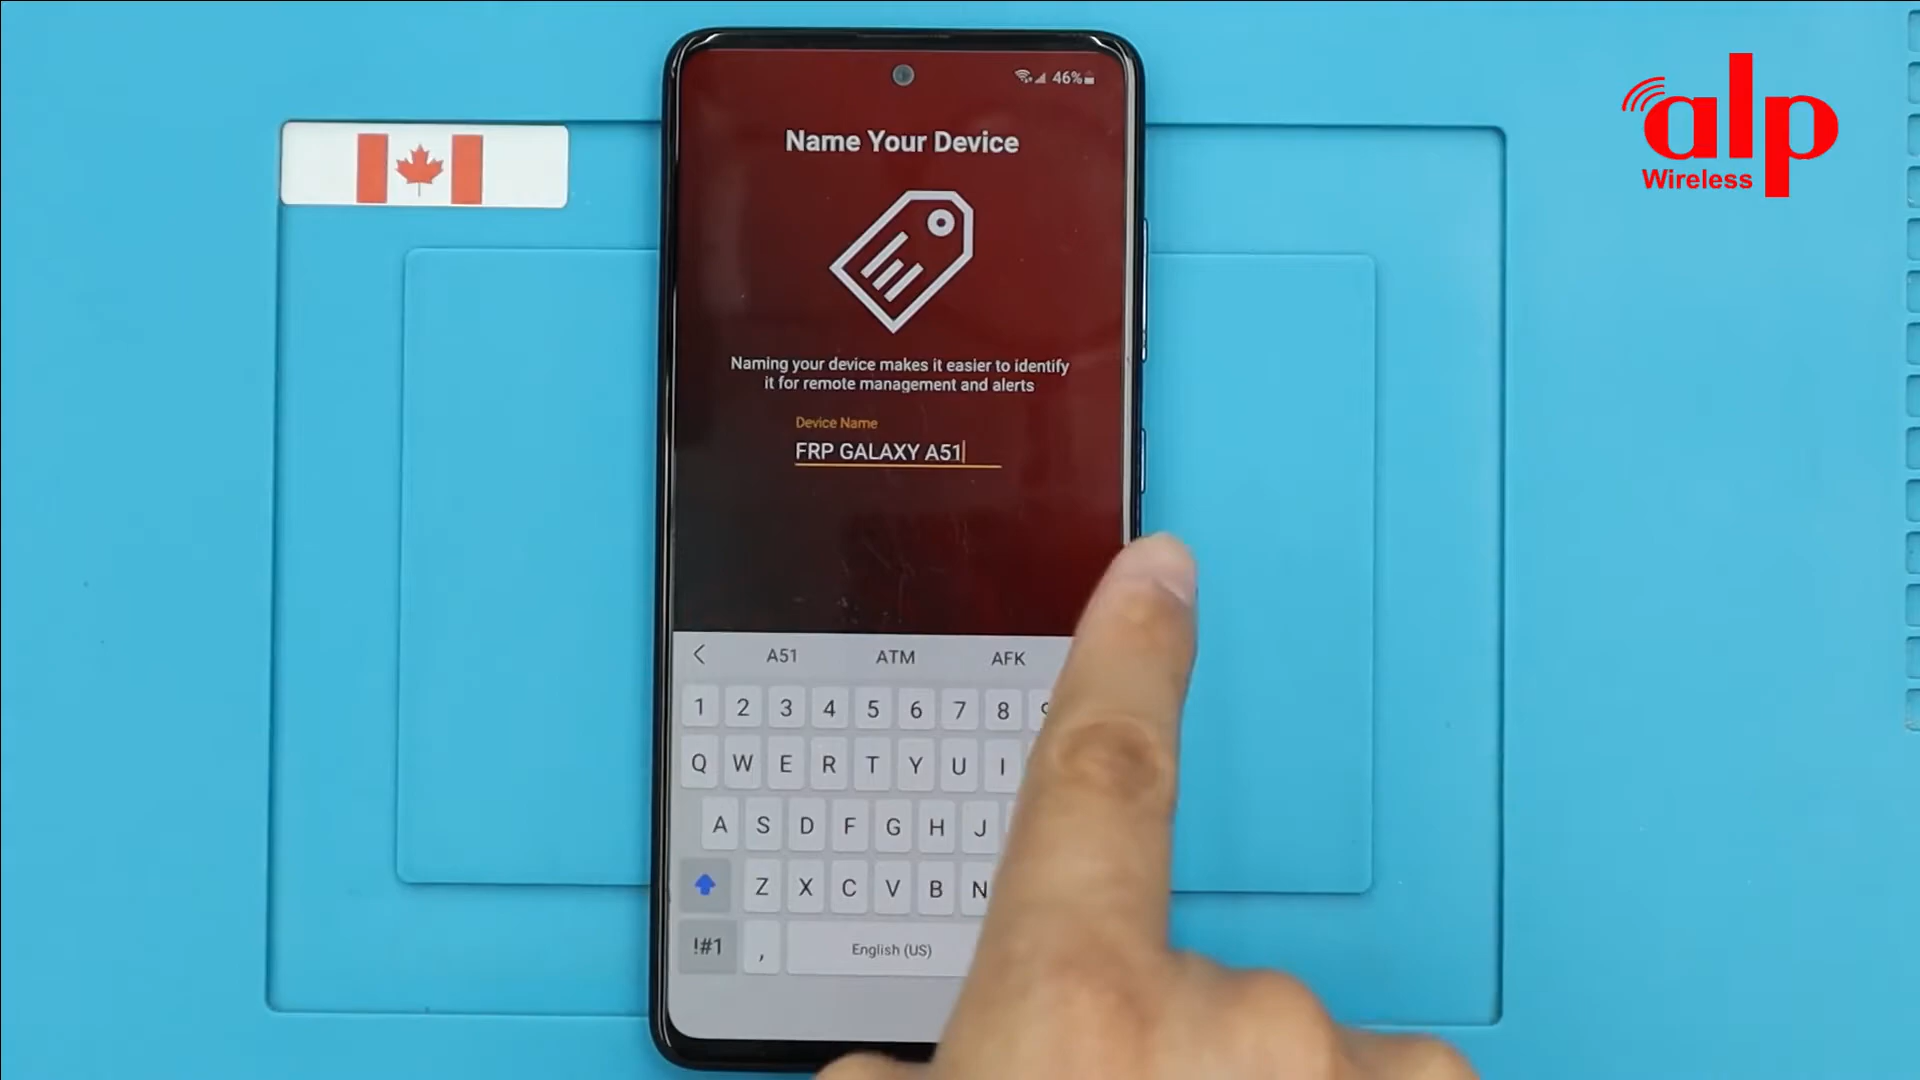 46%
alp
Wireless
Name Your Device
Naming your device makes it easier to identify
it for remote management and alerts
Device Name
FRP GALAXY A51
A51 ATM AFK
1 2 3 4 5 6 7 8
Q W E R T Y U I
A S D F G H J
Z X C V B N
!#1 , English (US)